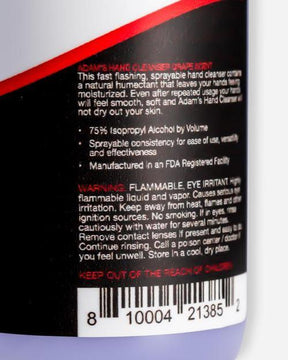 ADAM'S HAND CLEANSER GRAPE SCENT
This fast flashing, sprayable hand cleanser contains
a natural humectant that leaves your hands feeling
moisturized. Even after repeated usage your hands
will feel smooth, soft and Adam's Hand Cleanser will
not dry out your skin.
• 75% Isopropyl Alcohol by Volume
• Sprayable consistency for ease of use, versatility
and effectiveness
• Manufactured in an FDA Registered Facility
WARNING: FLAMMABLE, EYE IRRITANT Highly
flammable liquid and vapor. Causes serious eye
irritation. Keep away from heat, flames and other
ignition sources. No smoking. If in eyes, rinse
cautiously with water for several minutes.
Remove contact lenses if present and easy to do.
Continue rinsing. Call a poison center / doctor if
you feel unwell. Store in a cool, dry place.
KEEP OUT OF THE REACH OF CHILDREN
8 10004 21385 2